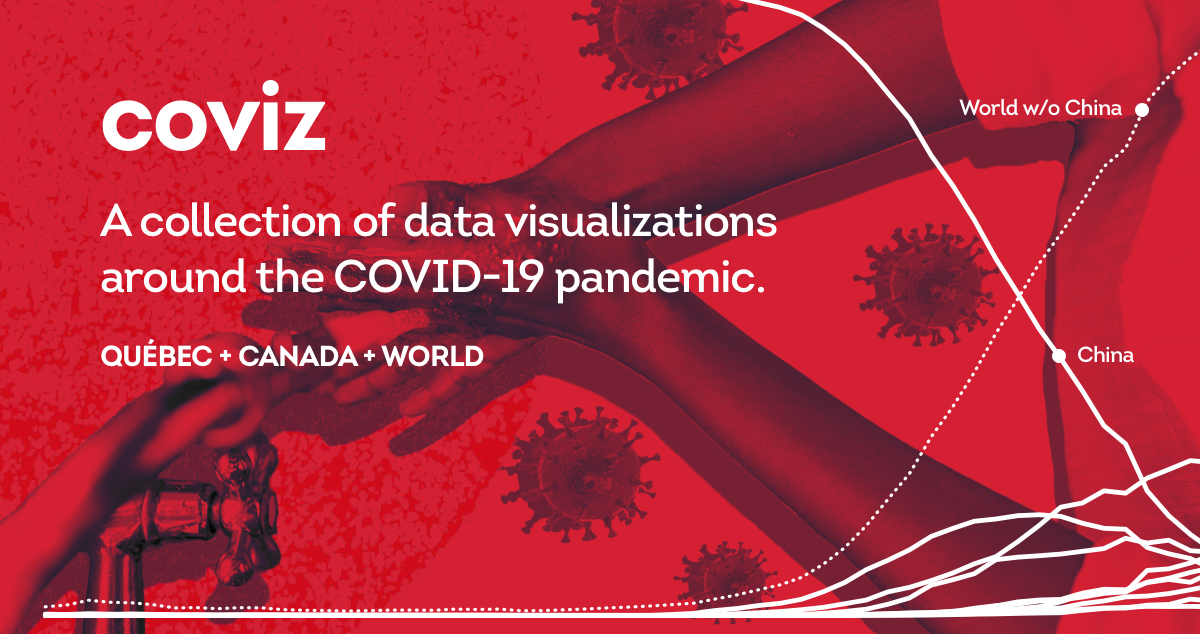 coviz
A collection of data visualizations
around the COVID-19 pandemic.
QUÉBEC + CANADA + WORLD
World w/o China
China